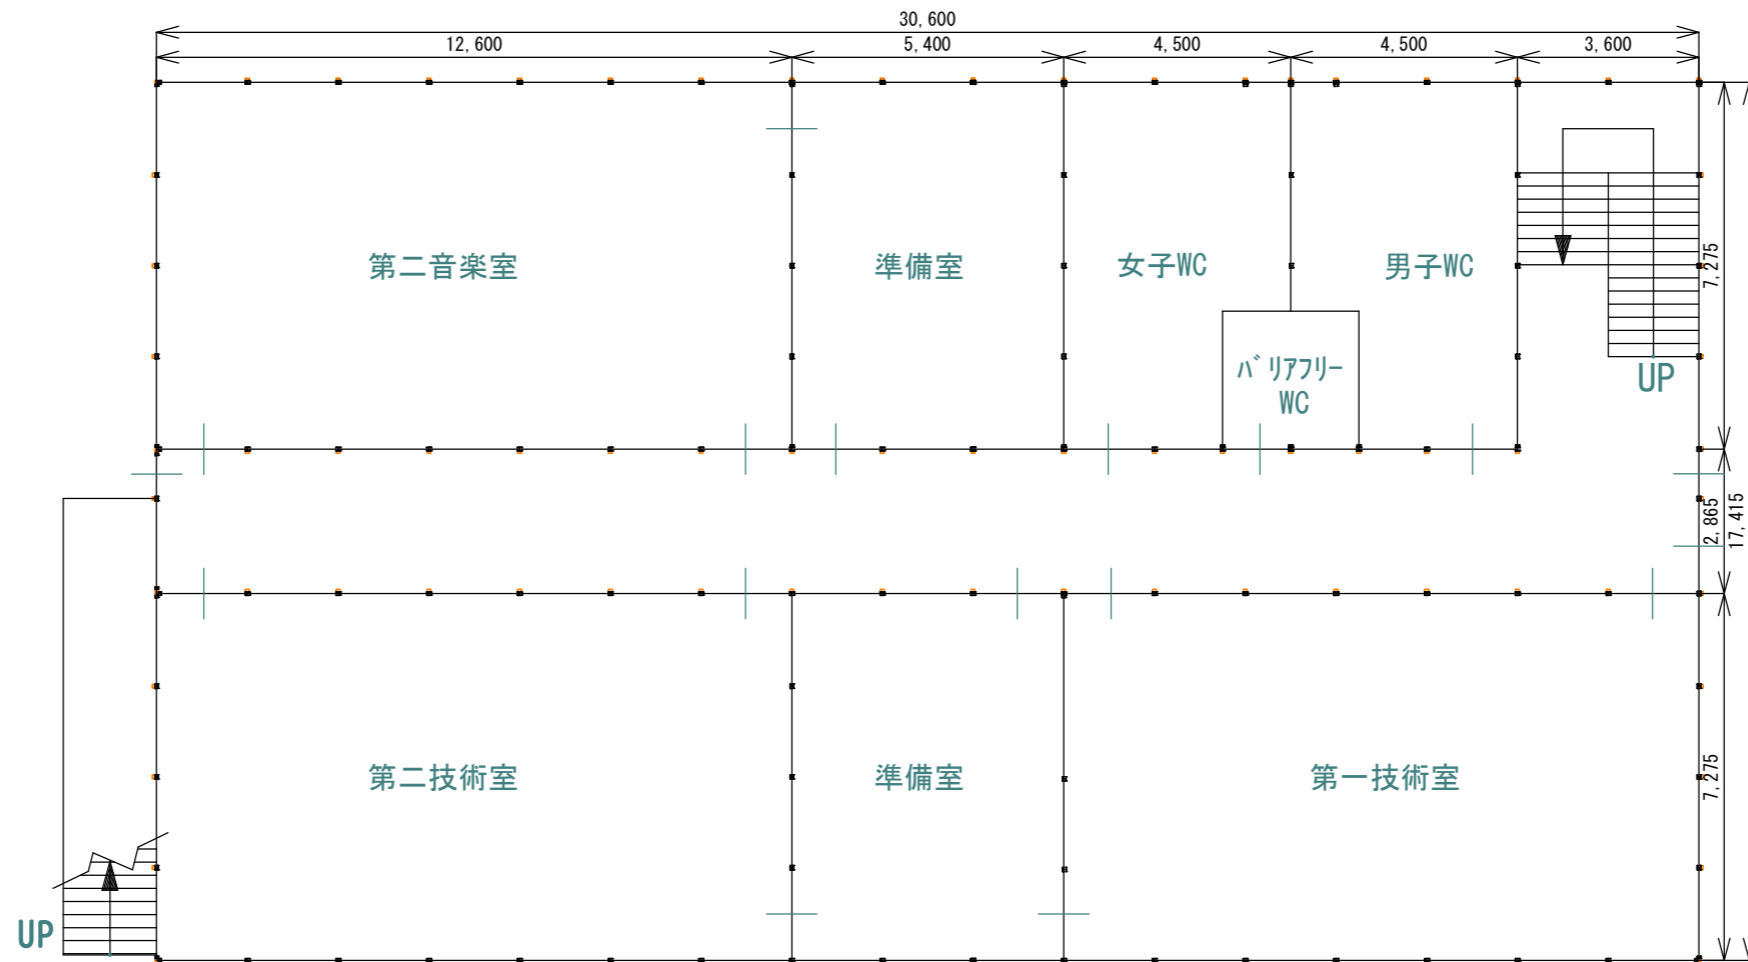 30,600
12,600
5,400
4,500
4,500
3,600
第二音楽室
準備室
女子WC
男子WC
7,275
バリアフリー
WC
UP
2,865
17,415
第二技術室
準備室
第一技術室
7,275
UP